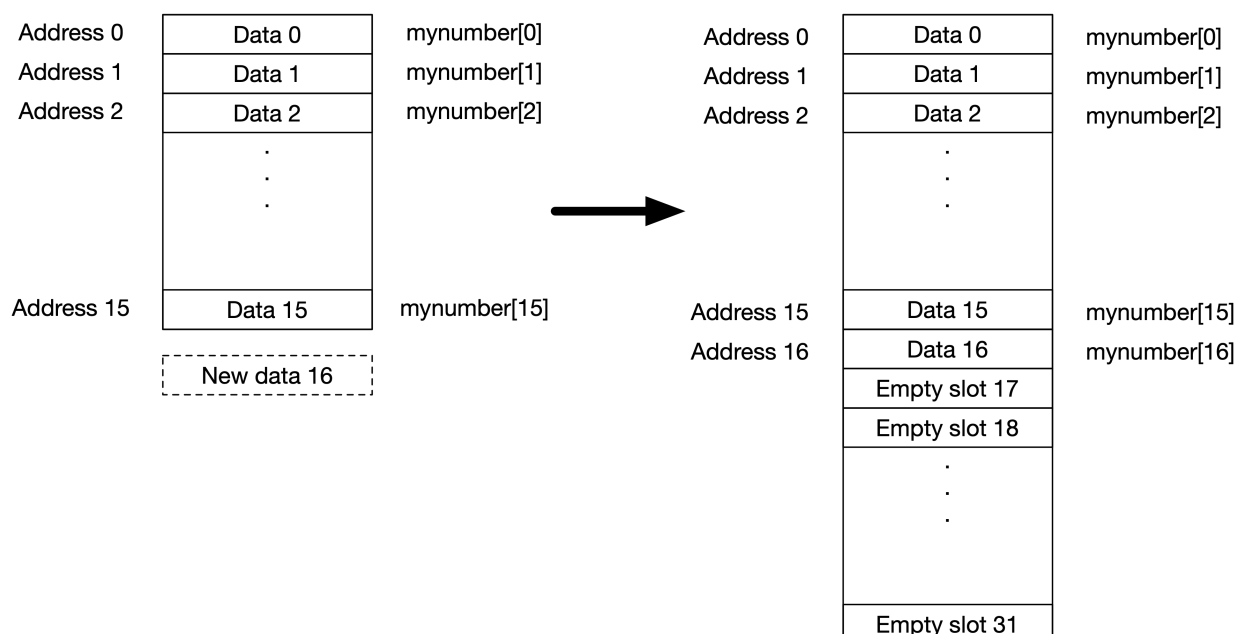 Address 0 Data 0 mynumber[0]
Address 1 Data 1 mynumber[1]
Address 2 Data 2 mynumber[2]
.
.
.
Address 15 Data 15 mynumber[15]
New data 16
Address 0 Data 0 mynumber[0]
Address 1 Data 1 mynumber[1]
Address 2 Data 2 mynumber[2]
.
.
.
Address 15 Data 15 mynumber[15]
Address 16 Data 16 mynumber[16]
Empty slot 17
Empty slot 18
.
.
.
Empty slot 31